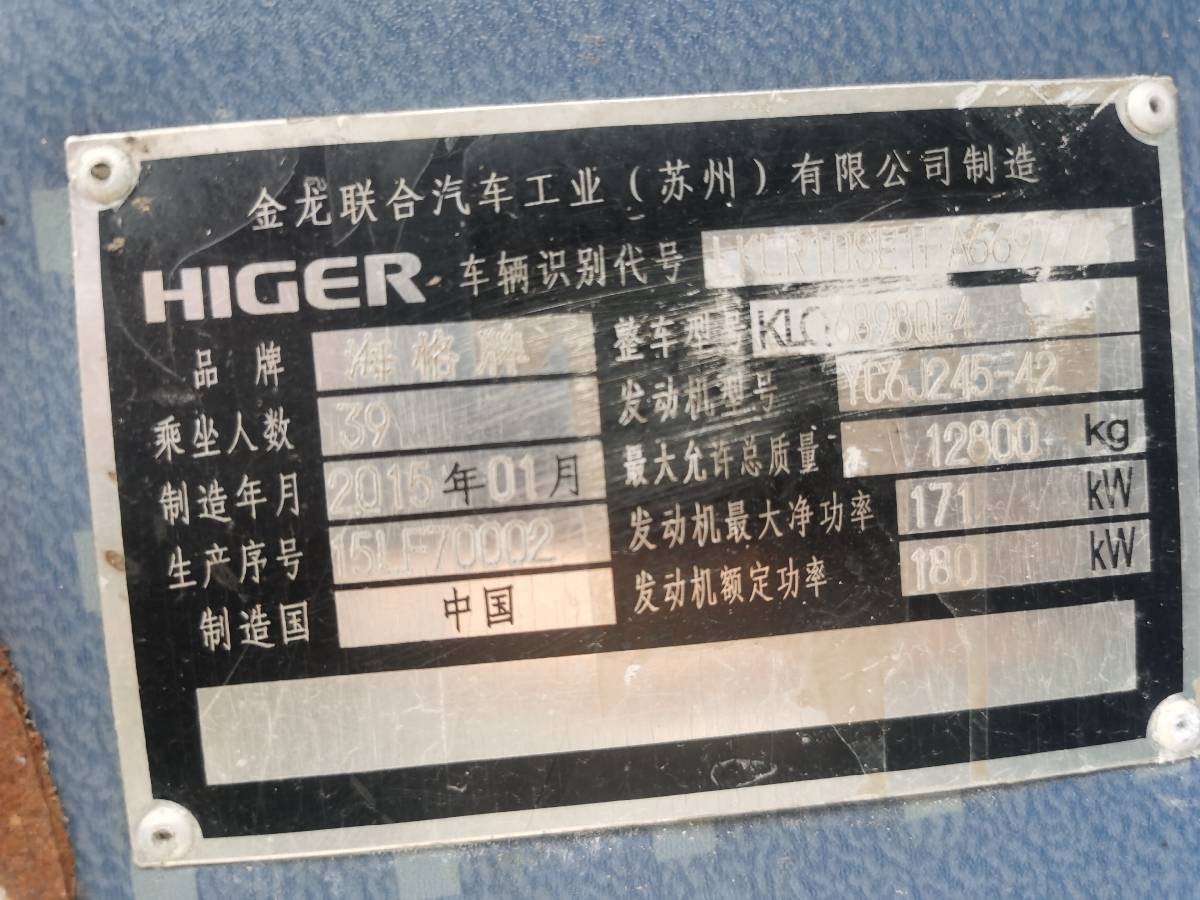 金龙联合汽车工业（苏州）有限公司制造
HIGER 车辆识别代号
品牌 海格牌 整车型号
乘坐人数 39 发动机型号 YC6J245-42
制造年月 2015年01月 最大允许总质量 12800 kg
生产序号 15LF70002 发动机最大净功率 171 kW
制造国 中国 发动机额定功率 180 kW